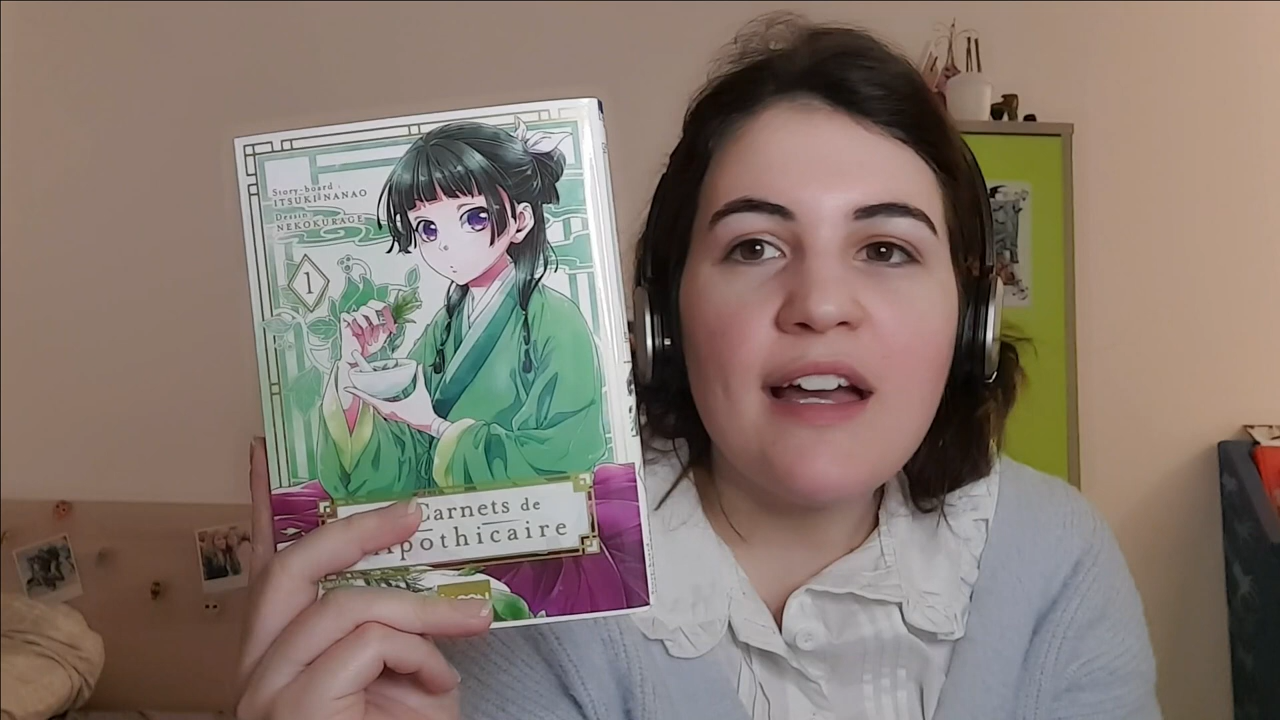 Story-board :
ITSUKI NANAO
Dessin
NEKOKURAGE
1
Carnets de
Apothicaire